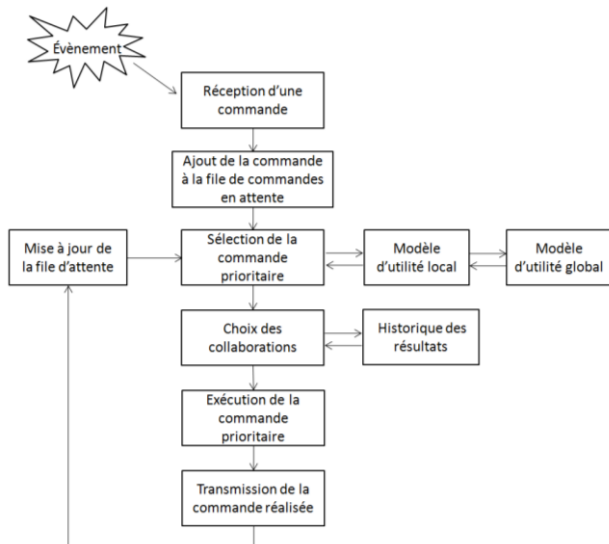 Évènement
Réception d'une
commande
Ajout de la commande
à la file de commandes
en attente
Mise à jour de
la file d'attente
Sélection de la
commande
prioritaire
Modèle
d'utilité local
Modèle
d'utilité global
Choix des
collaborations
Historique des
résultats
Exécution de la
commande
prioritaire
Transmission de la
commande réalisée